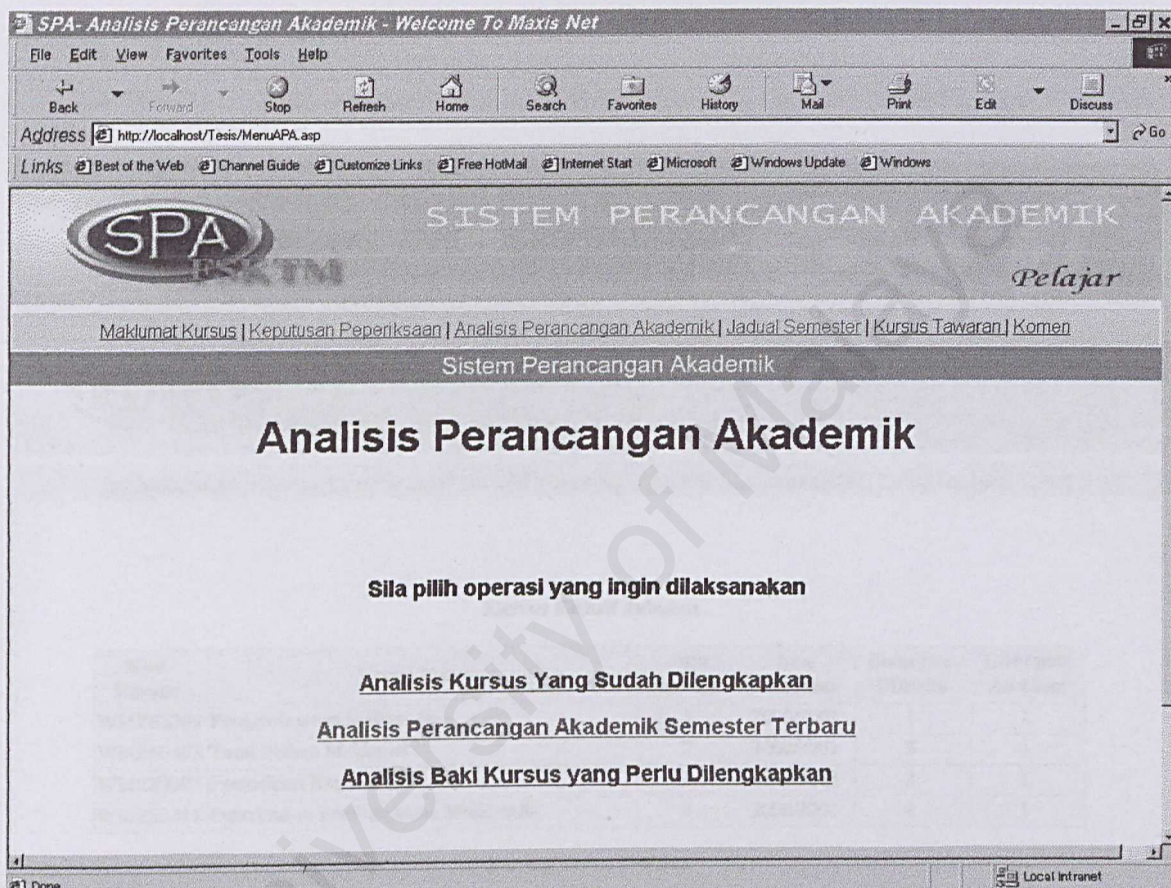 SPA- Analisis Perancangan Akademik - Welcome To Maxis Net
File Edit View Favorites Tools Help
Back Forward Stop Refresh Home Search Favorites History Mail Print Edit Discuss
Address http://localhost/Tesis/MenuAPA.asp Go
Links Best of the Web Channel Guide Customize Links Free HotMail Internet Start Microsoft Windows Update Windows
SPA
FSKTM
SISTEM PERANCANGAN AKADEMIK
Pelajar
Maklumat Kursus | Keputusan Peperiksaan | Analisis Perancangan Akademik | Jadual Semester | Kursus Tawaran | Komen
Sistem Perancangan Akademik
Analisis Perancangan Akademik
Sila pilih operasi yang ingin dilaksanakan
Analisis Kursus Yang Sudah Dilengkapkan
Analisis Perancangan Akademik Semester Terbaru
Analisis Baki Kursus yang Perlu Dilengkapkan
Done Local intranet
University of Malaya